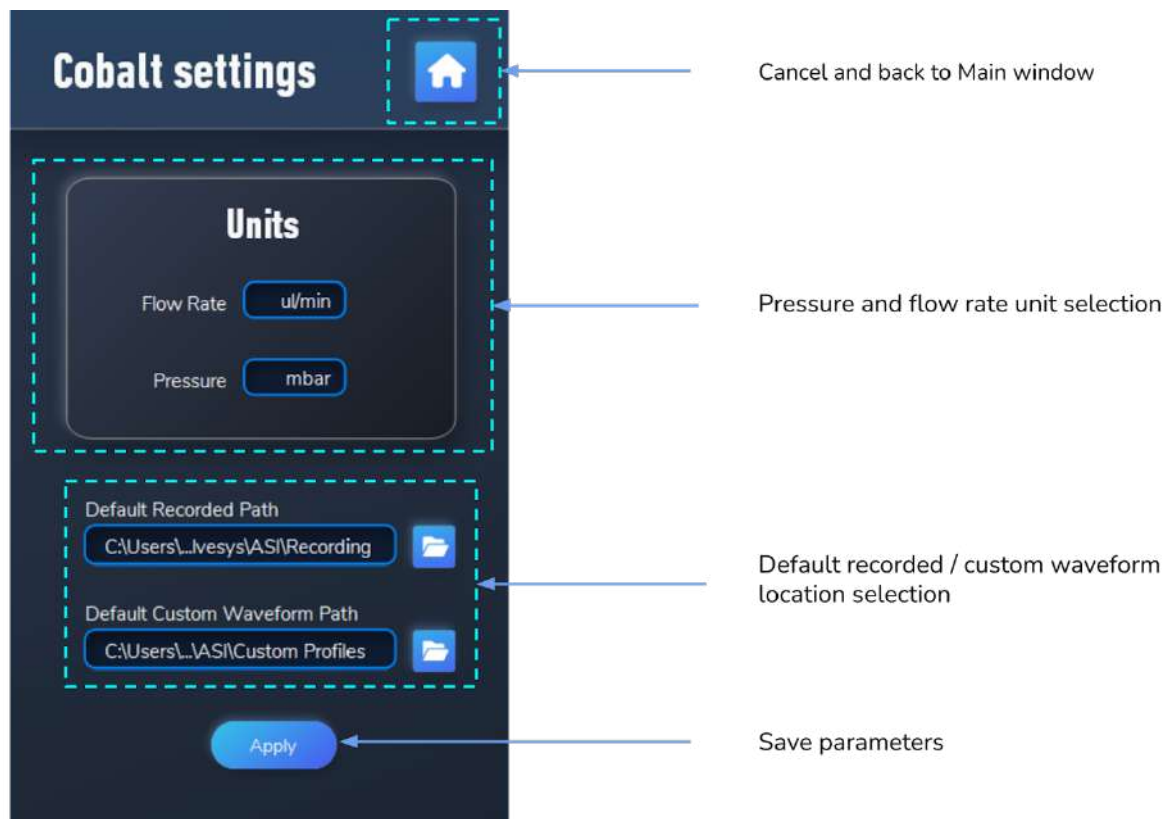 Cobalt settings
Cancel and back to Main window
Units
Flow Rate ul/min
Pressure mbar
Pressure and flow rate unit selection
Default Recorded Path
C:\Users\...lvesys\ASI\Recording
Default Custom Waveform Path
C:\Users\...\ASI\Custom Profiles
Default recorded / custom waveform
location selection
Apply
Save parameters